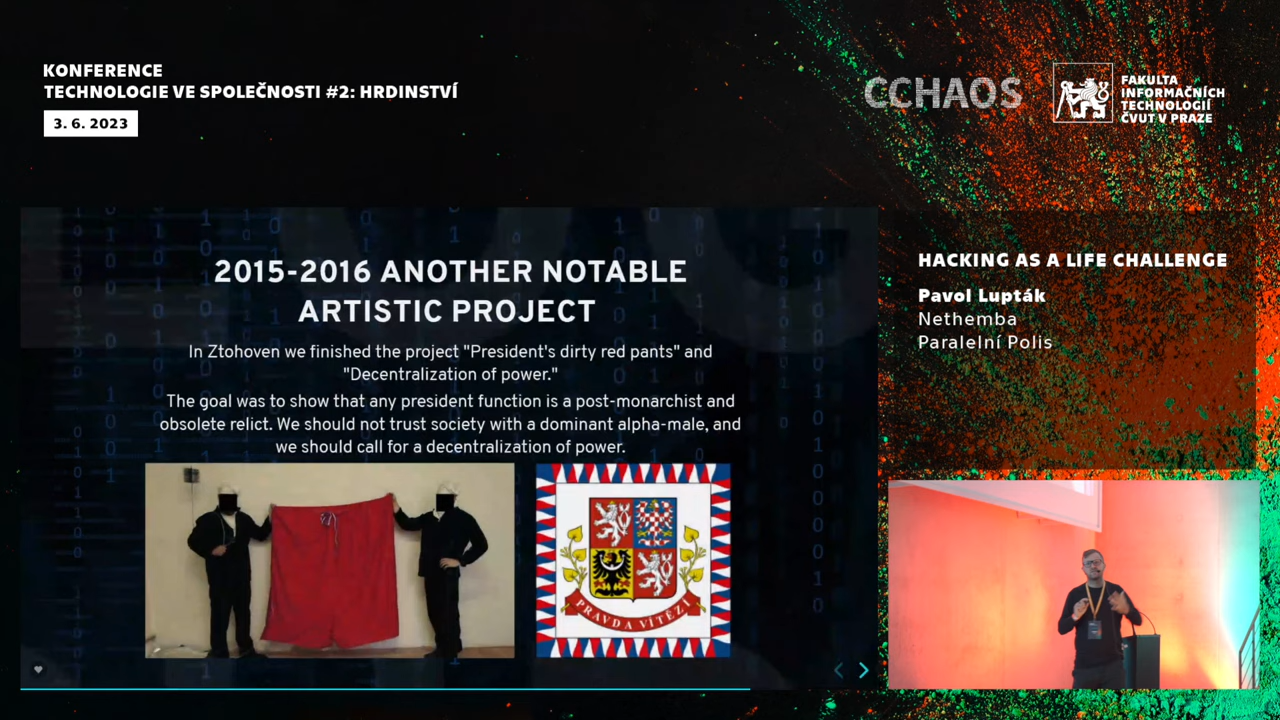 KONFERENCE
TECHNOLOGIE VE SPOLEČNOSTI #2: HRDINSTVÍ
3. 6. 2023
CCHAOS
FAKULTA
INFORMAČNÍCH
TECHNOLOGIÍ
ČVUT V PRAZE
2015-2016 ANOTHER NOTABLE
ARTISTIC PROJECT
In Ztohoven we finished the project "President's dirty red pants" and
"Decentralization of power."
The goal was to show that any president function is a post-monarchist and
obsolete relict. We should not trust society with a dominant alpha-male, and
we should call for a decentralization of power.
PRAVDA VÍTĚZÍ
HACKING AS A LIFE CHALLENGE
Pavol Lupták
Nethemba
Paralelní Polis